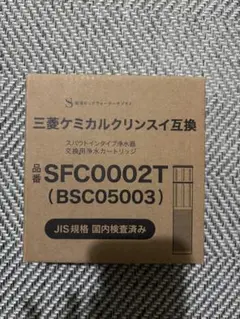 三菱ケミカルクリンスイ互換
スパウトインタイプ浄水器
交換用浄水カートリッジ
品番 SFC0002T
(BSC05003)
JIS規格 国内検査済み